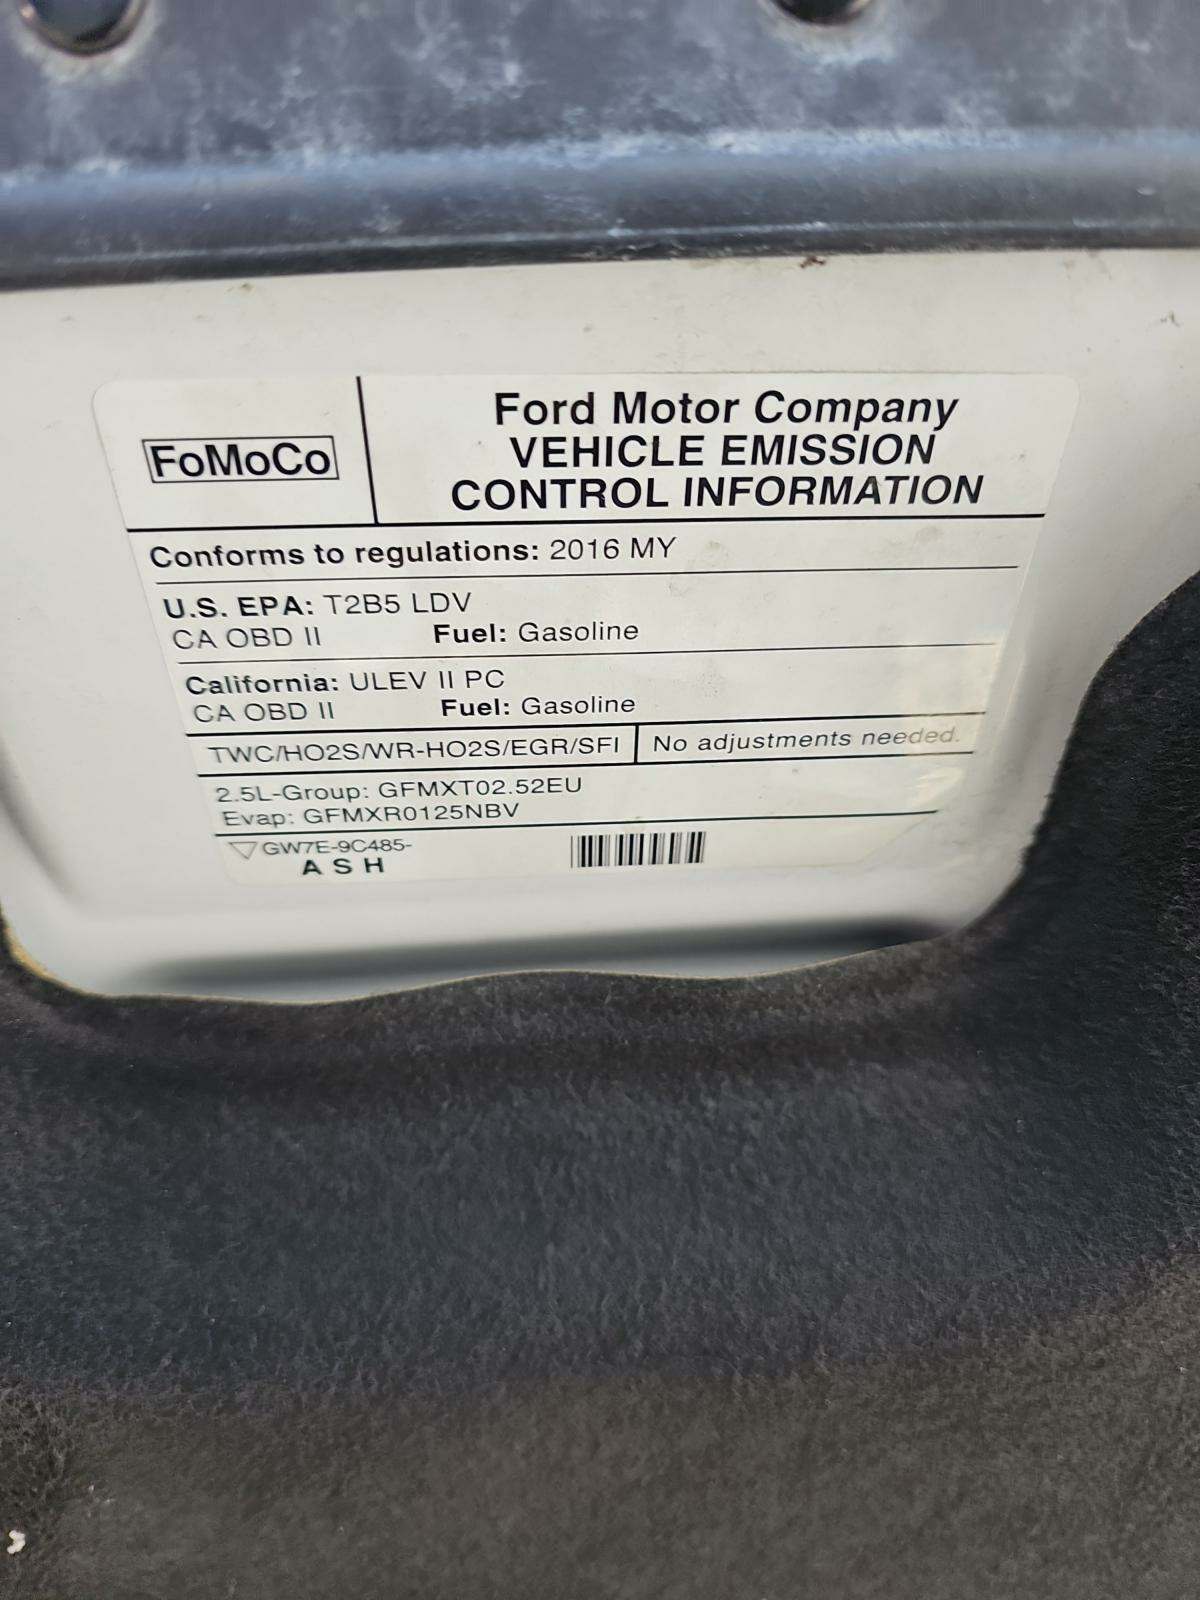 FoMoCo
Ford Motor Company
VEHICLE EMISSION
CONTROL INFORMATION
Conforms to regulations: 2016 MY
U.S. EPA: T2B5 LDV
CA OBD II Fuel: Gasoline
California: ULEV II PC
CA OBD II Fuel: Gasoline
TWC/HO2S/WR-HO2S/EGR/SFI No adjustments needed.
2.5L-Group: GFMXT02.52EU
Evap: GFMXR0125NBV
GW7E-9C485-
A S H